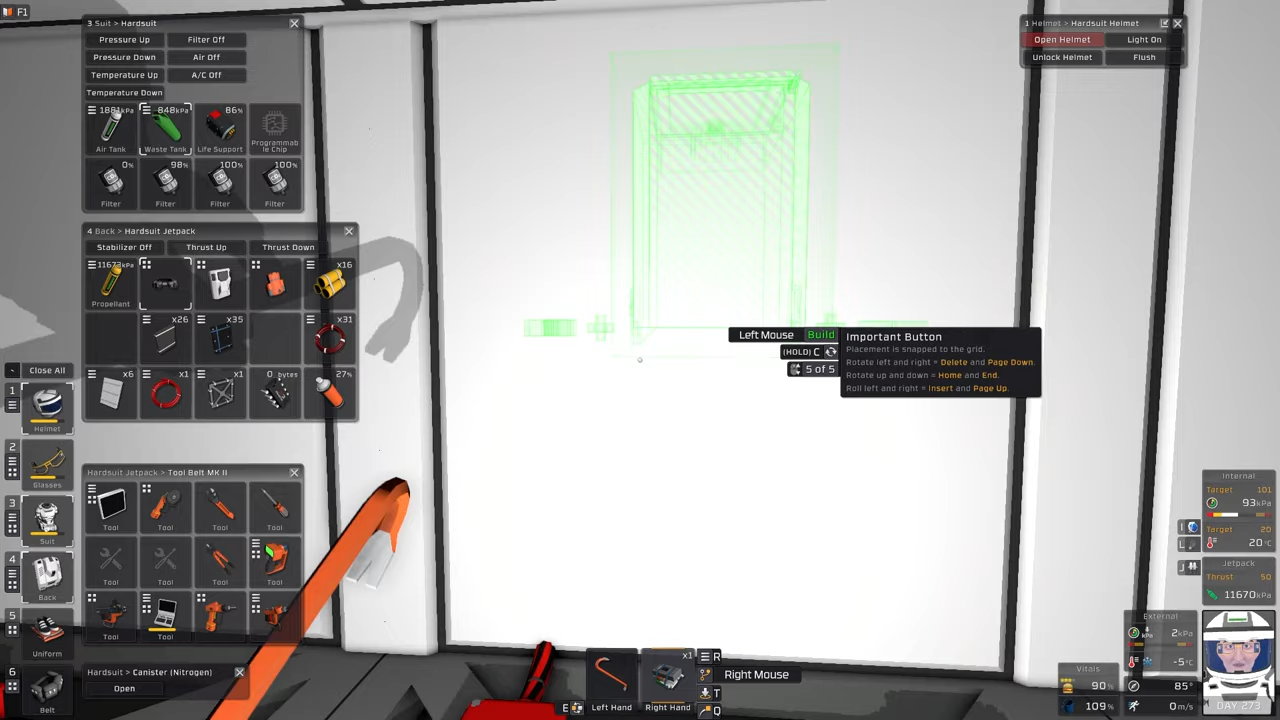 F1
3 Suit > Hardsuit
Pressure Up Filter Off
Pressure Down Air Off
Temperature Up A/C Off
Temperature Down
1881kPa 848kPa 86%
Air Tank Waste Tank Life Support Programmab
le Chip
0% 98% 100% 100%
Filter Filter Filter Filter
4 Back > Hardsuit Jetpack
Stabilizer Off Thrust Up Thrust Down
x16
Propellant
x26 x35 x31
x6 x1 x1 0 bytes 27%
Close All
1
Helmet
2
Glasses
3
Suit
4
Back
5
Uniform
6
Belt
Hardsuit Jetpack > Tool Belt MK II
Tool Tool Tool Tool
Tool Tool Tool Tool
Tool Tool Tool Tool
Hardsuit > Canister (Nitrogen)
Open
1 Helmet > Hardsuit Helmet
Open Helmet Light On
Unlock Helmet Flush
Left Mouse Build
(HOLD) C
5 of 5
Important Button
Placement is snapped to the grid.
Rotate left and right = Delete and Page Down.
Rotate up and down = Home and End.
Roll left and right = Insert and Page Up.
E Left Hand
x1
Right Hand
R
T
Q
Right Mouse
Internal
Target 101
93kPa
Target 20
20°C
Jetpack
Thrust 50
11670kPa
External
2kPa
-5°C
85°
0m/s
Vitals
90%
109%
DAY 273